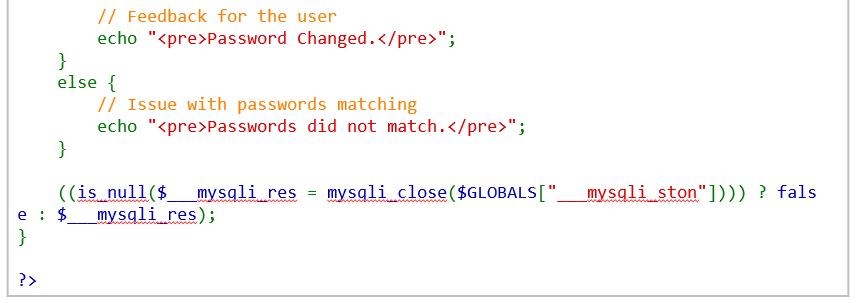 // Feedback for the user
        echo "<pre>Password Changed.</pre>";
    }
    else {
        // Issue with passwords matching
        echo "<pre>Passwords did not match.</pre>";
    }

    ((is_null($___mysqli_res = mysqli_close($GLOBALS["___mysqli_ston"]))) ? fals
e : $___mysqli_res);
}

?>